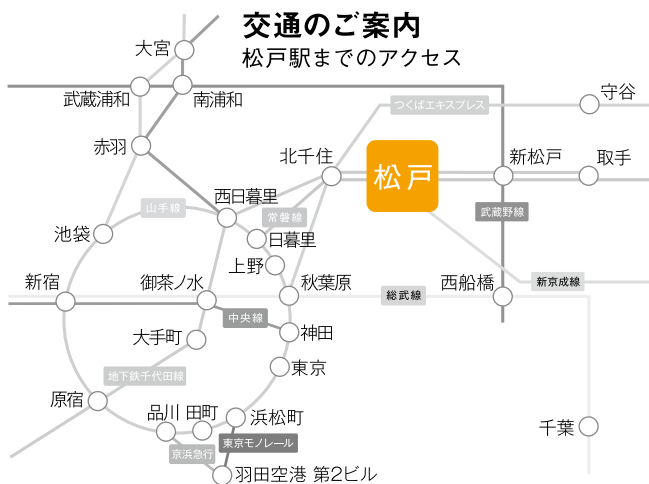 交通のご案内
松戸駅までのアクセス
大宮
武蔵浦和
南浦和
つくばエキスプレス
守谷
赤羽
北千住
松戸
新松戸
取手
西日暮里
山手線
常磐線
武蔵野線
池袋
日暮里
上野
新宿
御茶ノ水
秋葉原
総武線
西船橋
新京成線
中央線
大手町
神田
地下鉄千代田線
東京
原宿
品川
田町
浜松町
千葉
京浜急行
東京モノレール
羽田空港 第2ビル